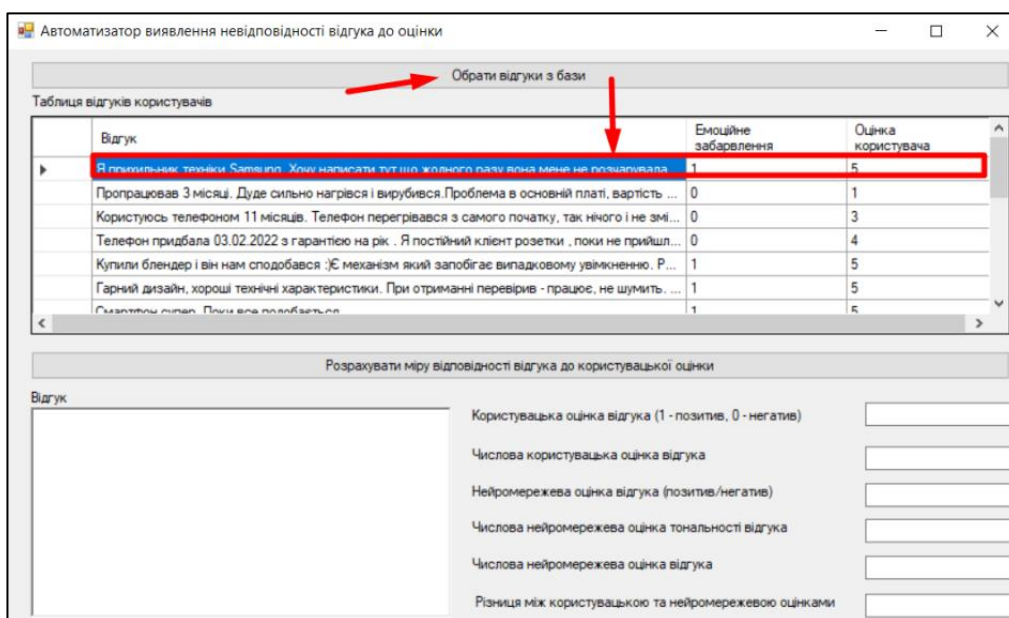 Автоматизатор виявлення невідповідності відгука до оцінки
Обрати відгуки з бази
Таблиця відгуків користувачів
Відгук
Емоційне забарвлення
Оцінка користувача
Я прихильник техніки Samsung. Хочу написати тут що жодного разу вона мене не розчарувала. 1 5
Пропрацював 3 місяці. Дуде сильно нагрівся і вирубився.Проблема в основній платі, вартість ... 0 1
Користуюсь телефоном 11 місяців. Телефон перегрівався з самого початку, так нічого і не змі... 0 3
Телефон придбала 03.02.2022 з гарантією на рік . Я постійний клієнт розетки , поки не прийшл... 0 4
Купили блендер і він нам сподобався :)Є механізм який запобігає випадковому увімкненню. Р... 1 5
Гарний дизайн, хороші технічні характеристики. При отриманні перевірив - працює, не шумить. ... 1 5
Смартфон супер. Поки все подобається 1 5
Розрахувати міру відповідності відгука до користувацької оцінки
Відгук
Користувацька оцінка відгука (1 - позитив, 0 - негатив)
Числова користувацька оцінка відгука
Нейромережева оцінка відгука (позитив/негатив)
Числова нейромережева оцінка тональності відгука
Числова нейромережева оцінка відгука
Різниця між користувацькою та нейромережевою оцінками